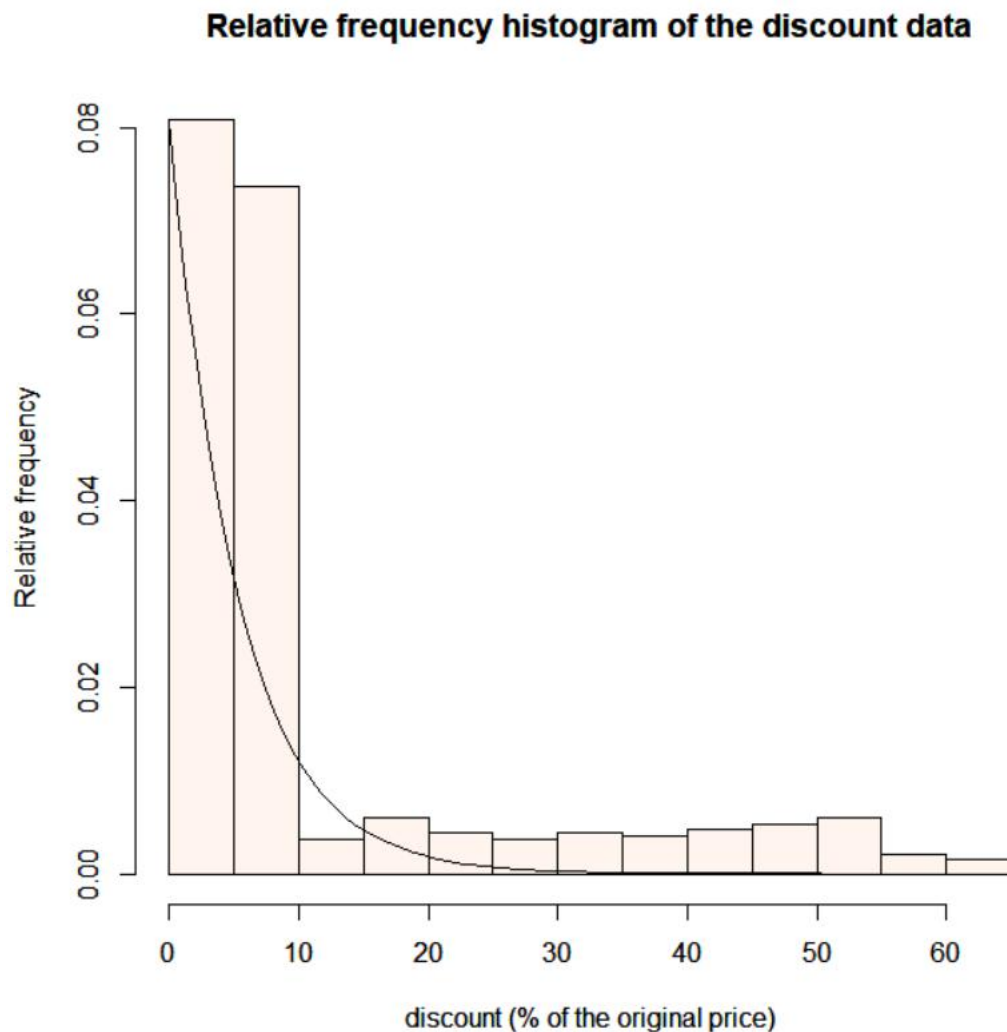 Relative frequency histogram of the discount data
Relative frequency
0.08
0.06
0.04
0.02
0.00
0 10 20 30 40 50 60
discount (% of the original price)